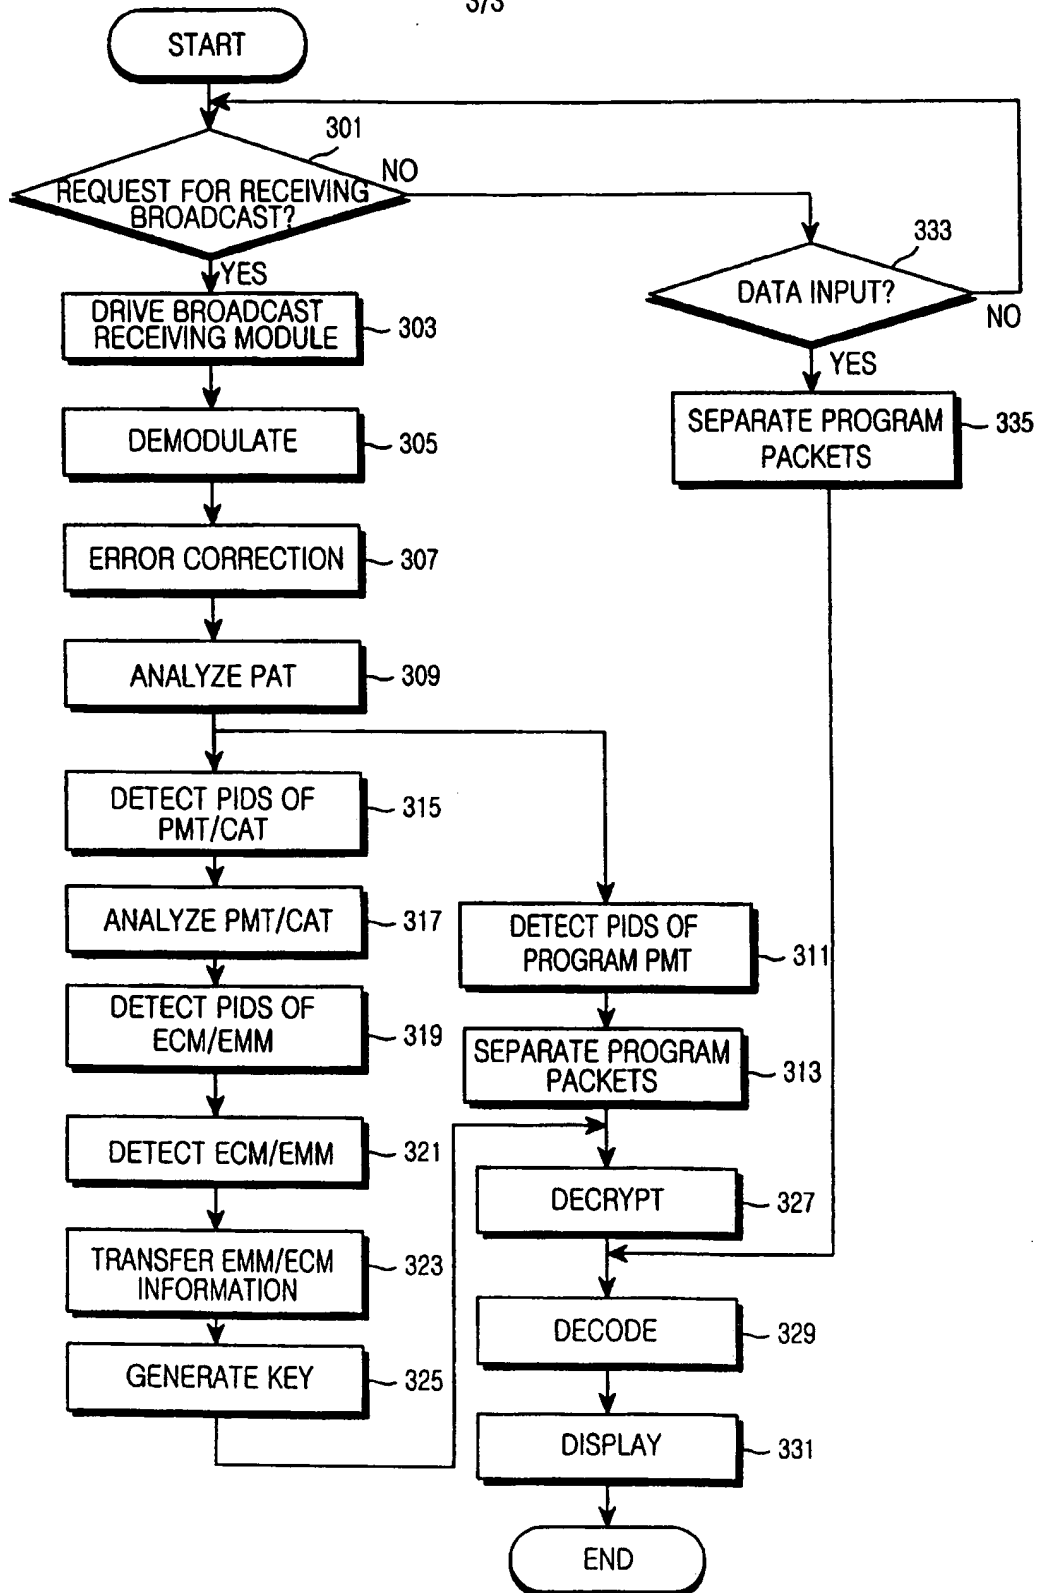 3/3
START
301
NO
REQUEST FOR RECEIVING
BROADCAST?
YES
333
DATA INPUT?
NO
YES
DRIVE BROADCAST
RECEIVING MODULE
303
SEPARATE PROGRAM
PACKETS
335
DEMODULATE
305
ERROR CORRECTION
307
ANALYZE PAT
309
DETECT PIDS OF
PMT/CAT
315
ANALYZE PMT/CAT
317
DETECT PIDS OF
PROGRAM PMT
311
DETECT PIDS OF
ECM/EMM
319
SEPARATE PROGRAM
PACKETS
313
DETECT ECM/EMM
321
DECRYPT
327
TRANSFER EMM/ECM
INFORMATION
323
DECODE
329
GENERATE KEY
325
DISPLAY
331
END